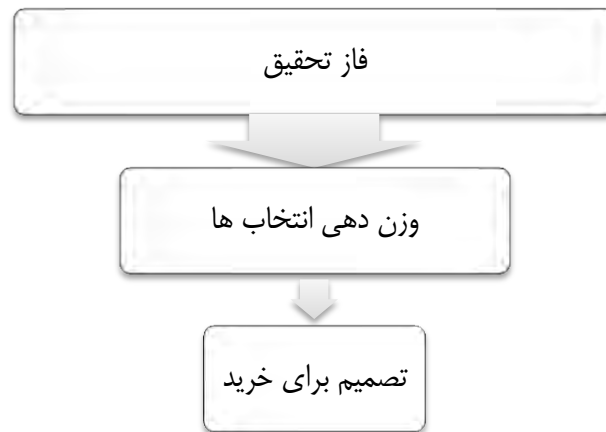 فاز تحقیق
وزن دهی انتخاب ها
تصمیم برای خرید